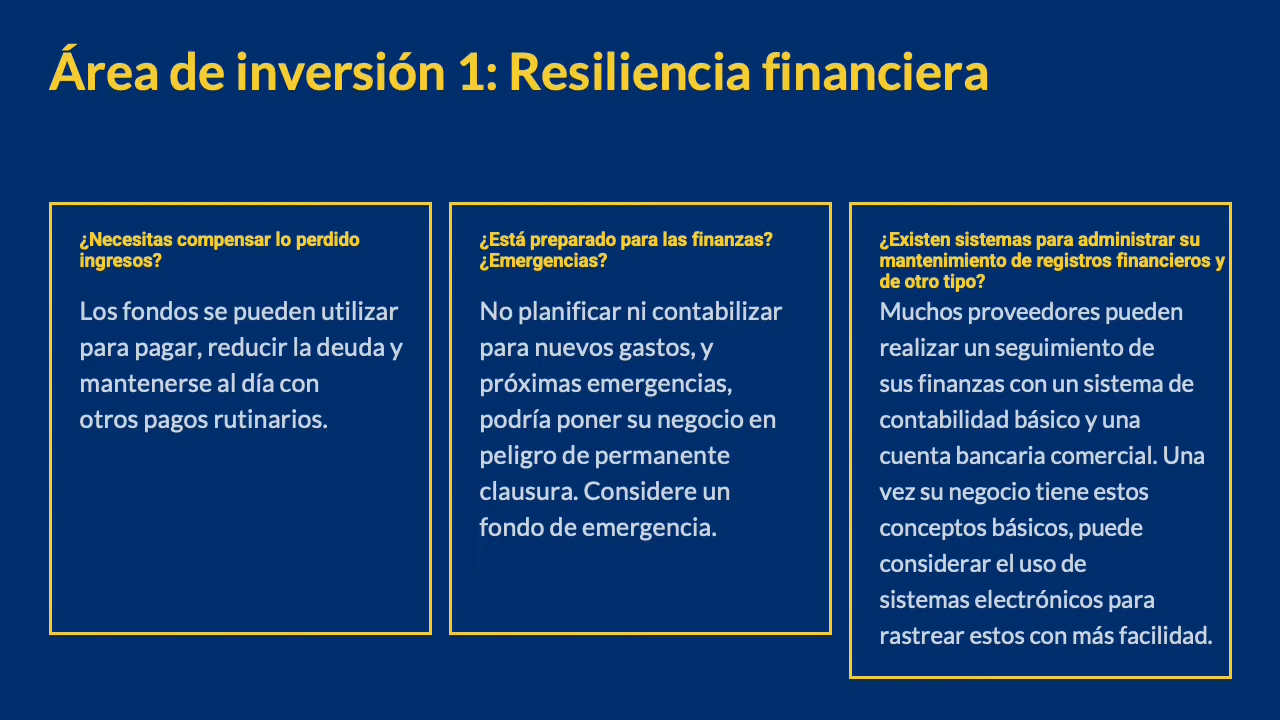 Área de inversión 1: Resiliencia financiera
¿Necesitas compensar lo perdido
ingresos?
Los fondos se pueden utilizar
para pagar, reducir la deuda y
mantenerse al día con
otros pagos rutinarios.
¿Está preparado para las finanzas?
¿Emergencias?
No planificar ni contabilizar
para nuevos gastos, y
próximas emergencias,
podría poner su negocio en
peligro de permanente
clausura. Considere un
fondo de emergencia.
¿Existen sistemas para administrar su
mantenimiento de registros financieros y
de otro tipo?
Muchos proveedores pueden
realizar un seguimiento de
sus finanzas con un sistema de
contabilidad básico y una
cuenta bancaria comercial. Una
vez su negocio tiene estos
conceptos básicos, puede
considerar el uso de
sistemas electrónicos para
rastrear estos con más facilidad.